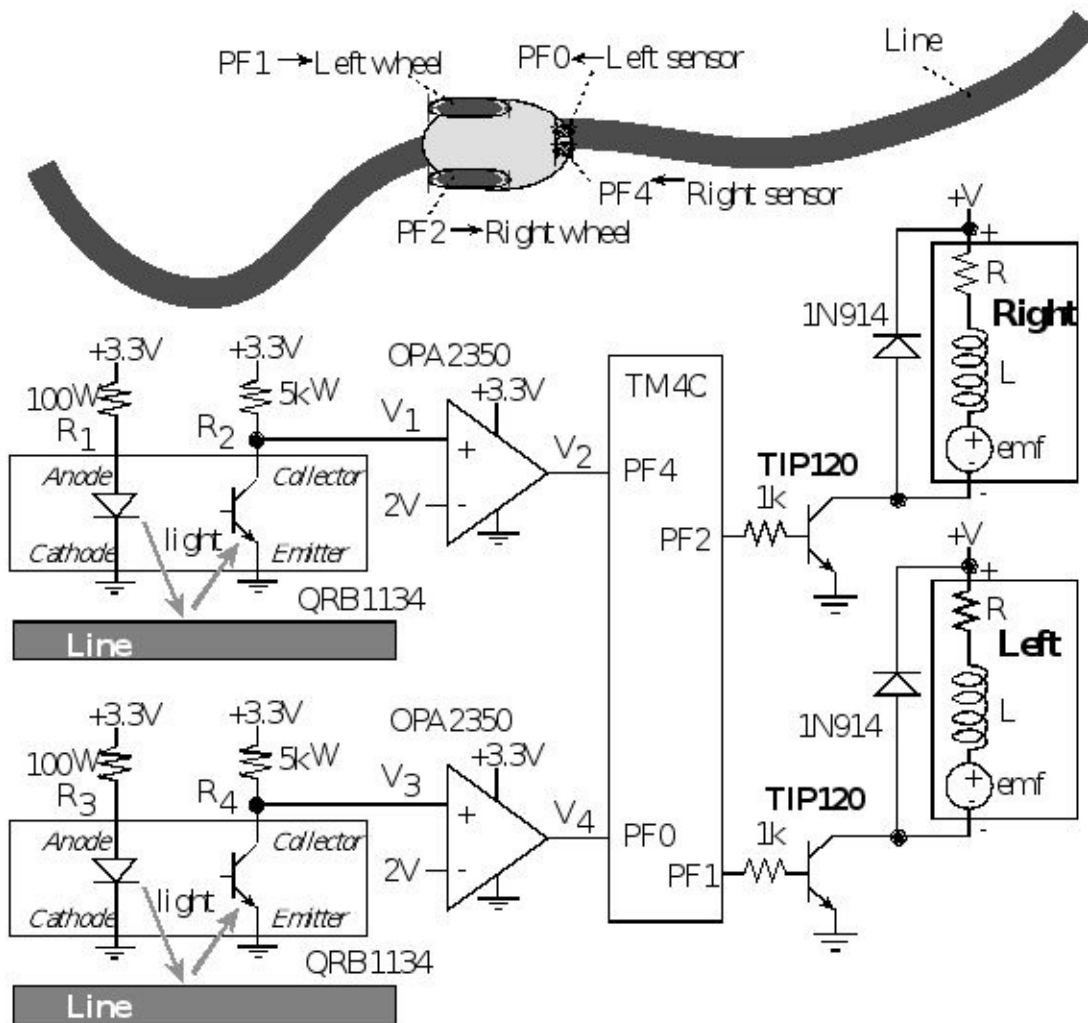 Line
PF1 Left wheel
PF0 Left sensor
PF4 Right sensor
PF2 Right wheel
+V
+
R
Right
1N914
L
+
emf
-
-
+3.3V
+3.3V
OPA2350
100W
5kW
+3.3V
TM4C
R1
R2
V1
+
V2
PF4
TIP120
Anode
Collector
2V
-
1k
light
PF2
Cathode
Emitter
QRB1134
Line
+V
+
R
Left
1N914
L
+
emf
-
-
+3.3V
+3.3V
OPA2350
100W
5kW
+3.3V
R3
R4
V3
+
V4
PF0
TIP120
Anode
Collector
2V
-
1k
light
PF1
Cathode
Emitter
QRB1134
Line